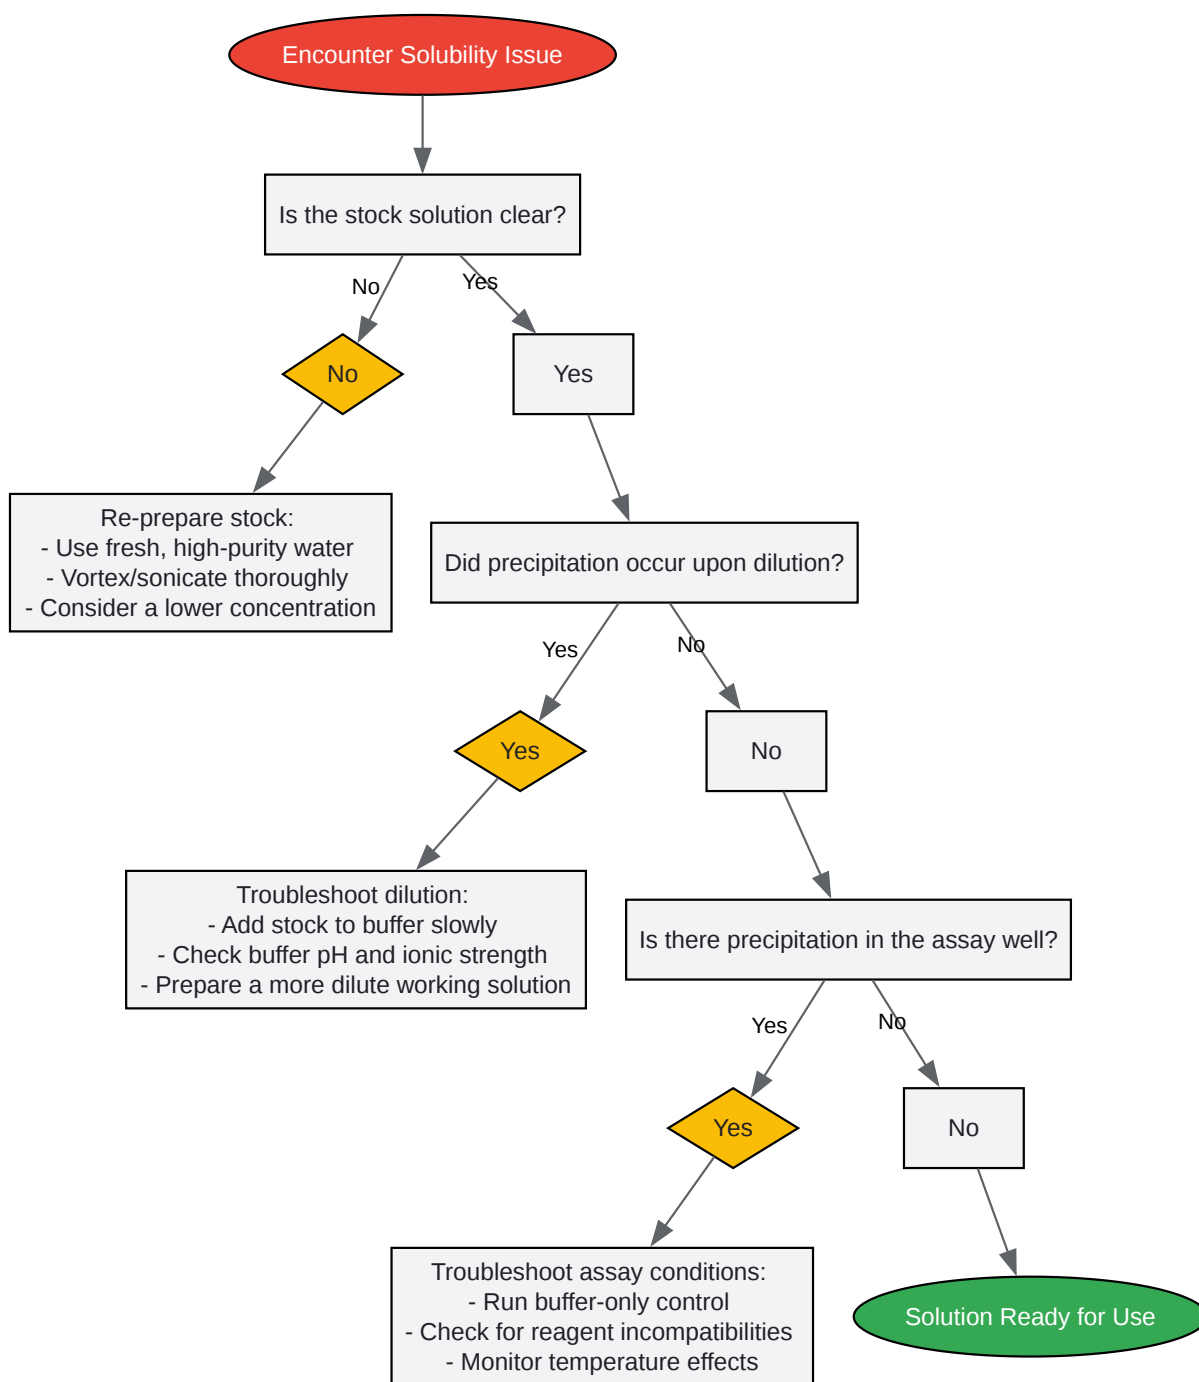 Encounter Solubility Issue
Is the stock solution clear?
No
Yes
No
Yes
Re-prepare stock:
- Use fresh, high-purity water
- Vortex/sonicate thoroughly
- Consider a lower concentration
Did precipitation occur upon dilution?
Yes
No
Yes
No
Troubleshoot dilution:
- Add stock to buffer slowly
- Check buffer pH and ionic strength
- Prepare a more dilute working solution
Is there precipitation in the assay well?
Yes
No
Yes
No
Troubleshoot assay conditions:
- Run buffer-only control
- Check for reagent incompatibilities
- Monitor temperature effects
Solution Ready for Use